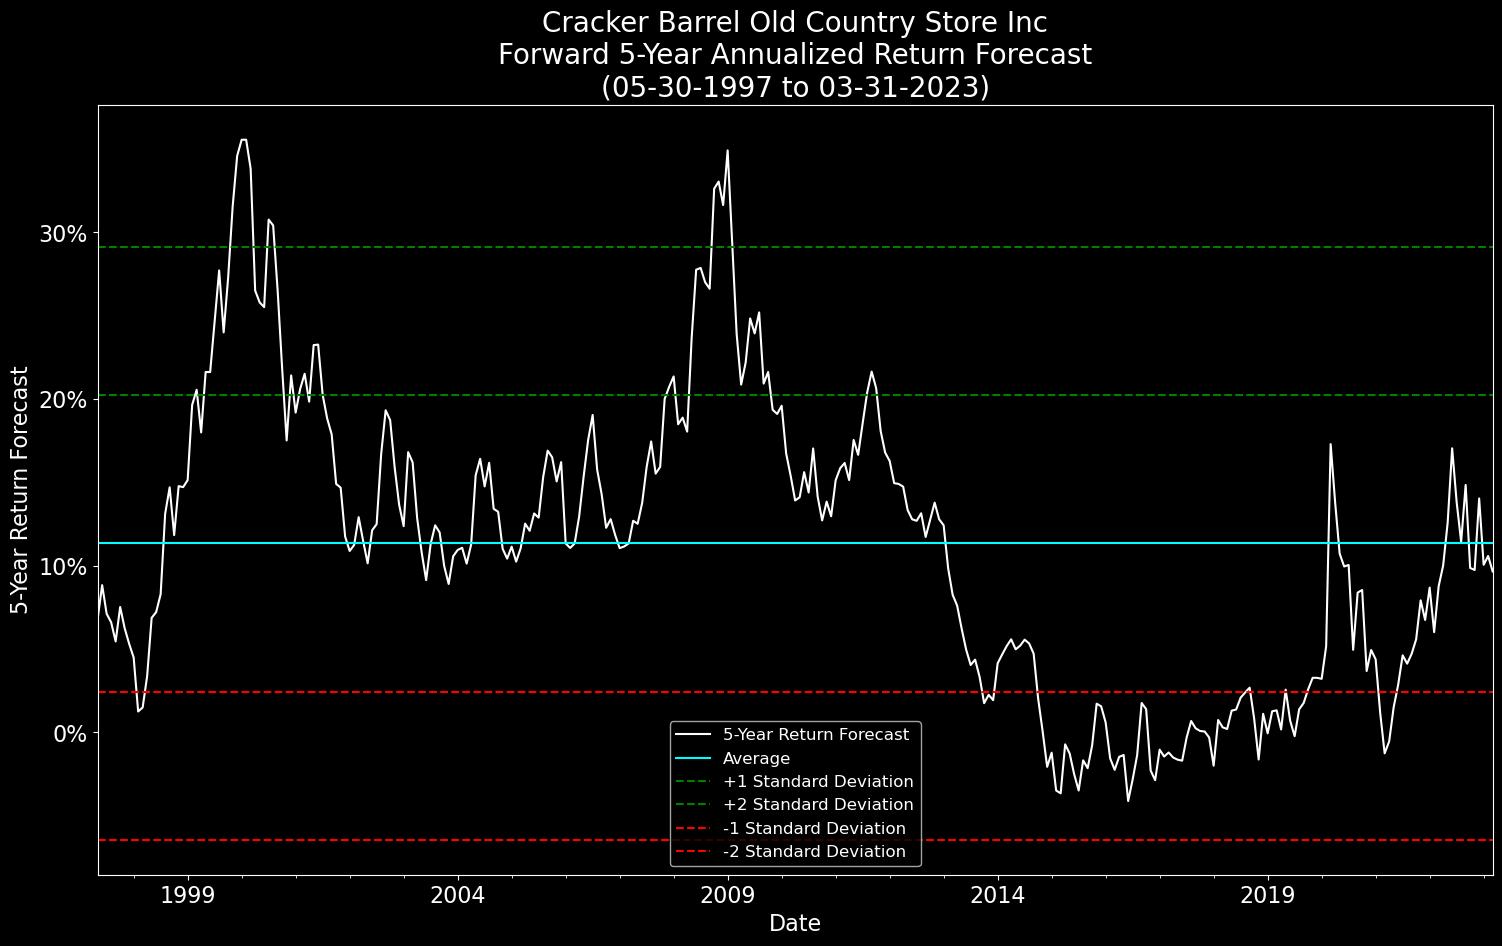 Cracker Barrel Old Country Store Inc
Forward 5-Year Annualized Return Forecast
(05-30-1997 to 03-31-2023)
5-Year Return Forecast
30%
20%
10%
0%
5-Year Return Forecast
Average
+1 Standard Deviation
+2 Standard Deviation
-1 Standard Deviation
-2 Standard Deviation
1999 2004 2009 2014 2019
Date